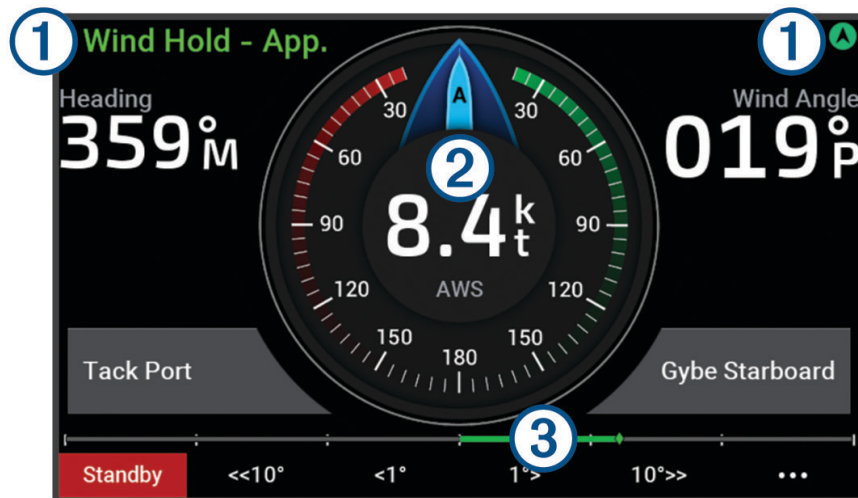 1 Wind Hold - App. 1
Heading
359°M
Wind Angle
019°P
A
30 30
60 60
2
90 8.4kt 90
AWS
120 120
150 150
180
Tack Port
Gybe Starboard
3
Standby <<10° <1° 1°> 10°>> •••